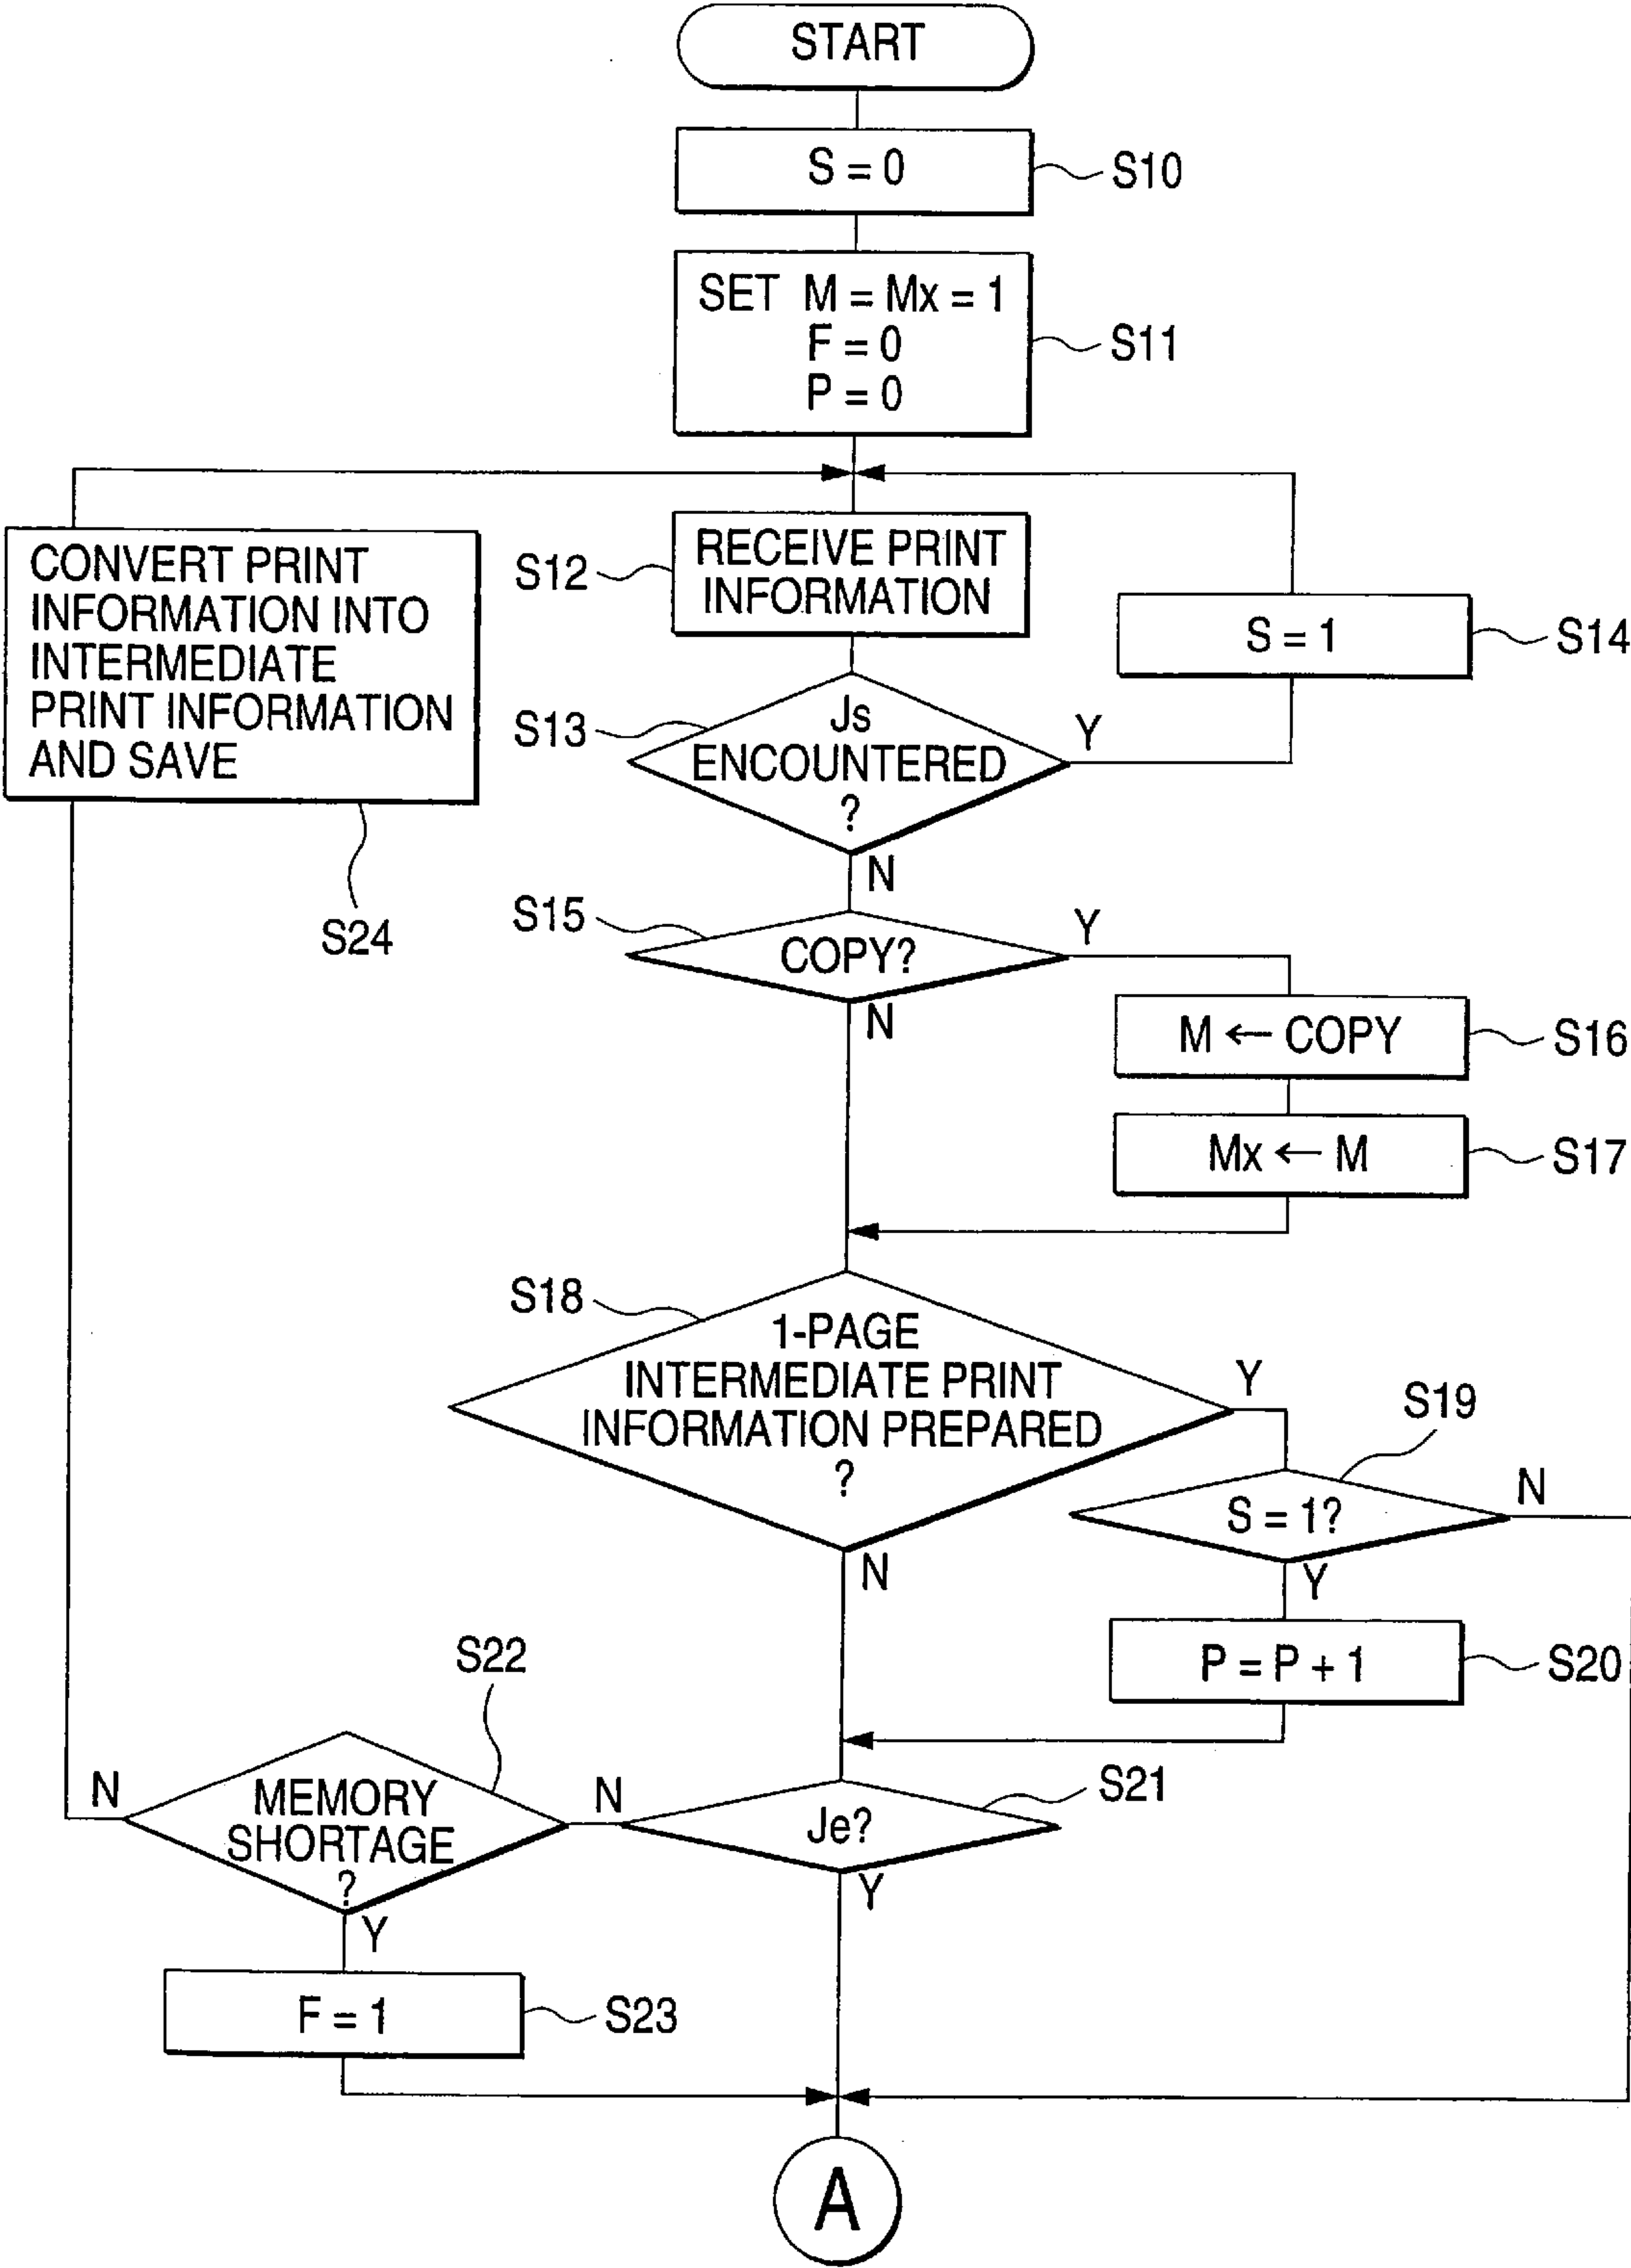 START
S = 0
S10
SET M = Mx = 1
F = 0
P = 0
S11
CONVERT PRINT
INFORMATION INTO
INTERMEDIATE
PRINT INFORMATION
AND SAVE
S24
S12
RECEIVE PRINT
INFORMATION
S = 1
S14
S13
Js
ENCOUNTERED
?
Y
N
S15
COPY?
Y
N
M ← COPY
S16
Mx ← M
S17
S18
1-PAGE
INTERMEDIATE PRINT
INFORMATION PREPARED
?
Y
N
S19
S = 1?
N
Y
P = P + 1
S20
S22
MEMORY
SHORTAGE
?
N
Y
N
Je?
S21
Y
F = 1
S23
A